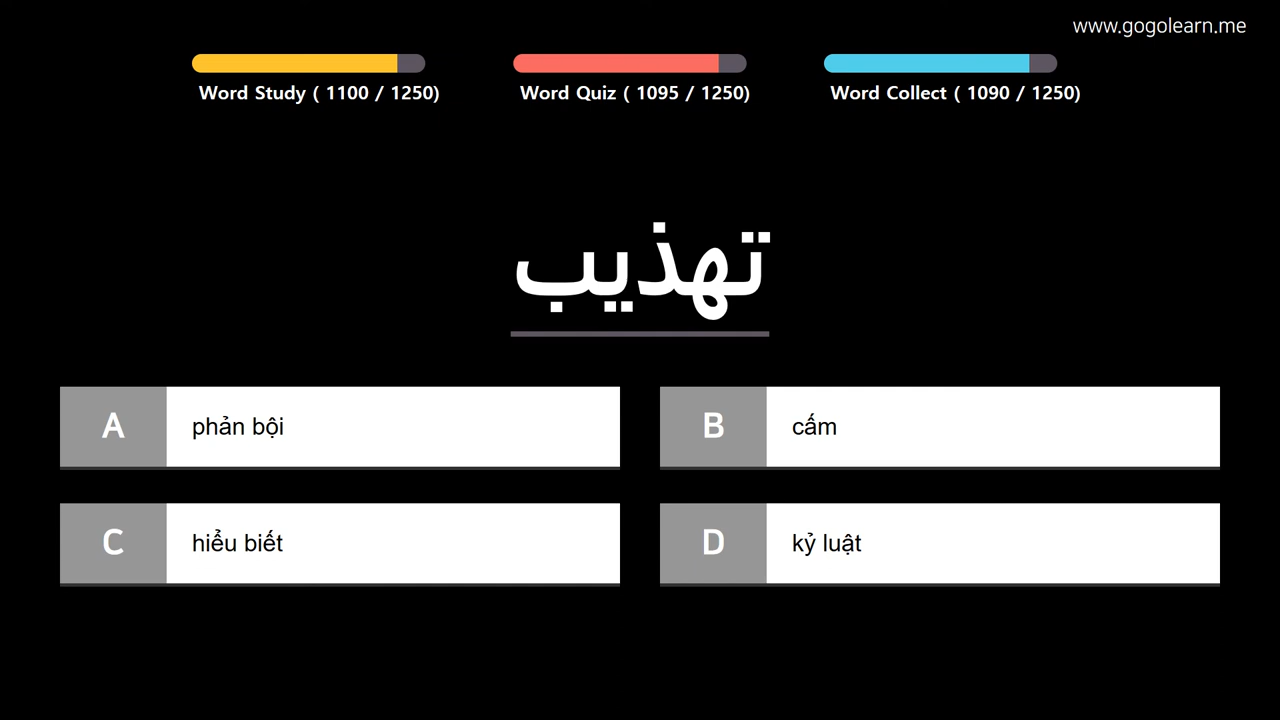 www.gogolearn.me
Word Study ( 1100 / 1250)
Word Quiz ( 1095 / 1250)
Word Collect ( 1090 / 1250)
تهذيب
A phản bội
B cấm
C hiểu biết
D kỷ luật